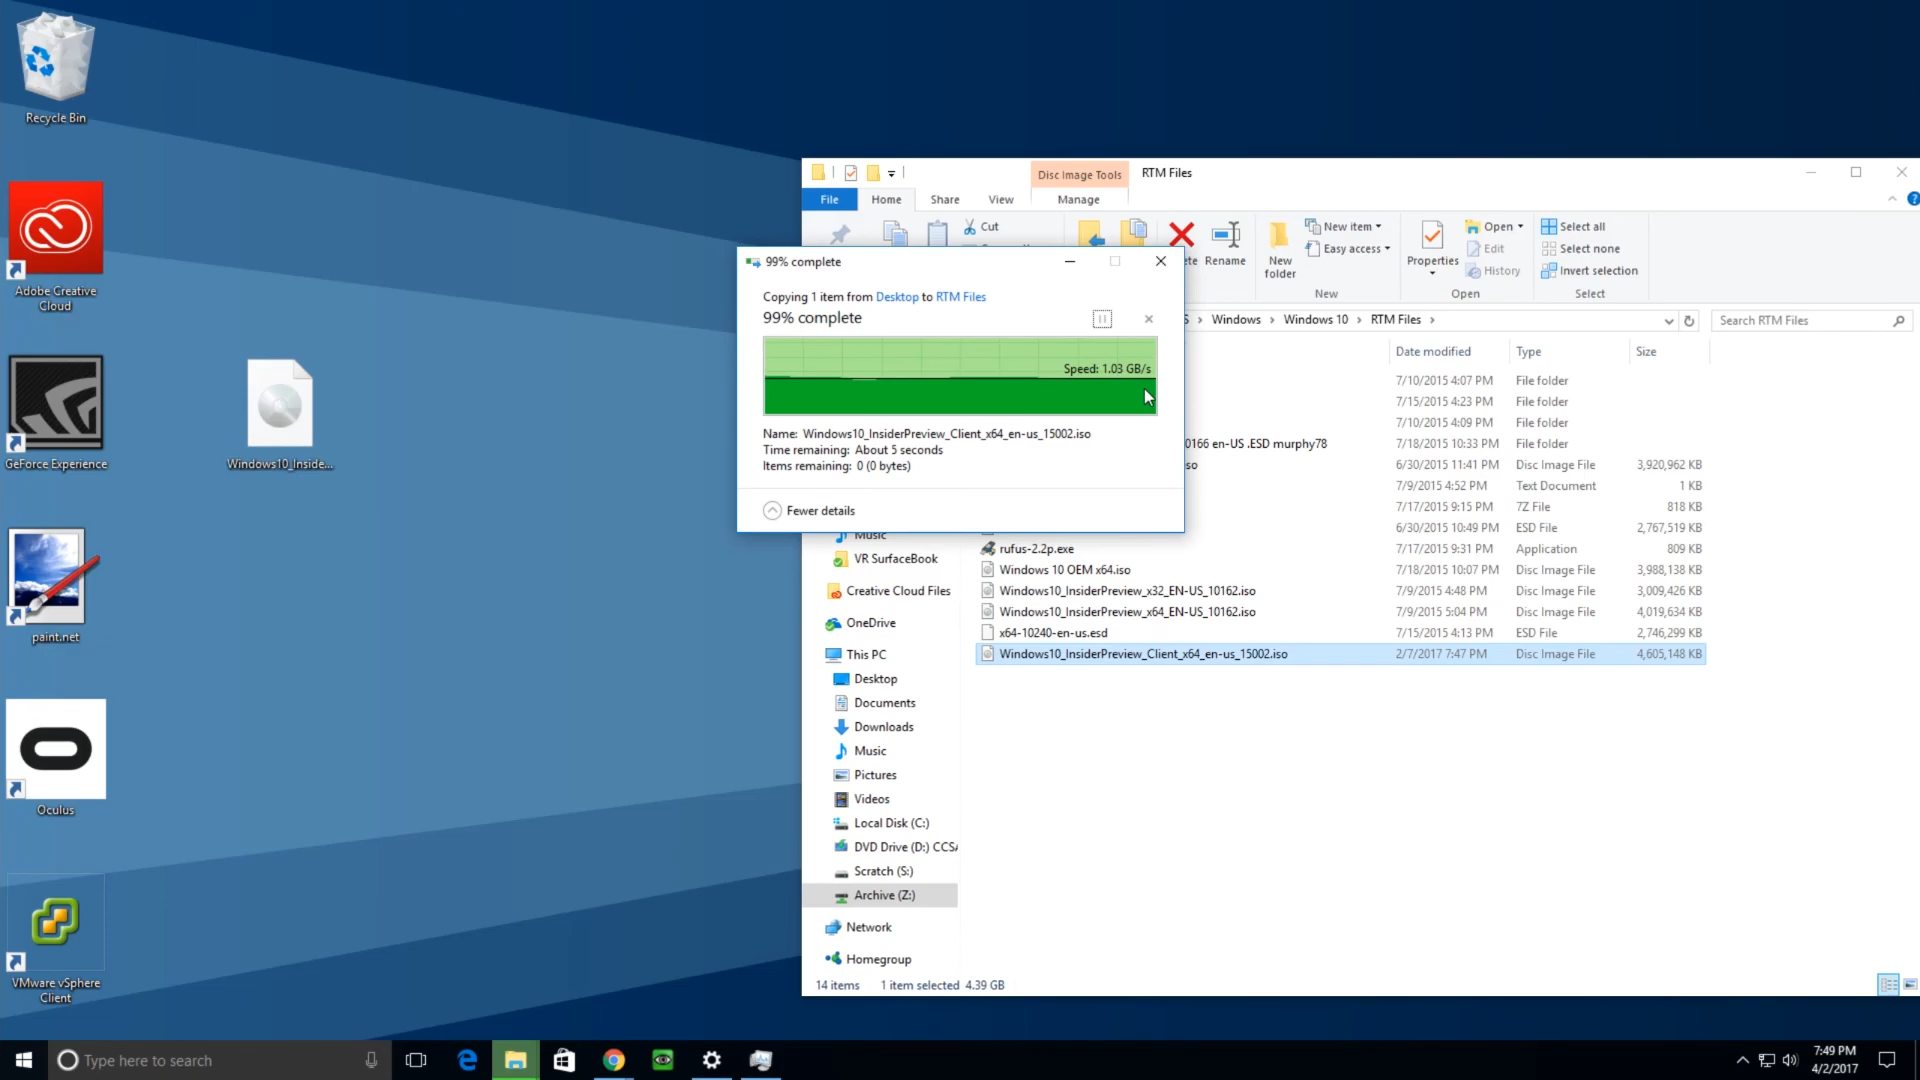 Recycle Bin
Adobe Creative
Cloud
GeForce Experience
Windows10_Inside...
paint.net
Oculus
VMware vSphere
Client
Disc Image Tools
RTM Files
File
Home
Share
View
Manage
Cut
Rename
New
folder
New item
Easy access
New
Properties
Open
Edit
History
Open
Select all
Select none
Invert selection
Select
99% complete
Copying 1 item from Desktop to RTM Files
99% complete
Speed: 1.03 GB/s
Name: Windows10_InsiderPreview_Client_x64_en-us_15002.iso
Time remaining: About 5 seconds
Items remaining: 0 (0 bytes)
Fewer details
S > Windows > Windows 10 > RTM Files >
Search RTM Files
Date modified Type Size
7/10/2015 4:07 PM File folder
7/15/2015 4:23 PM File folder
7/10/2015 4:09 PM File folder
0166 en-US .ESD murphy78 7/18/2015 10:33 PM File folder
so 6/30/2015 11:41 PM Disc Image File 3,920,962 KB
7/9/2015 4:52 PM Text Document 1 KB
7/17/2015 9:15 PM 7Z File 818 KB
6/30/2015 10:49 PM ESD File 2,767,519 KB
rufus-2.2p.exe 7/17/2015 9:31 PM Application 809 KB
Windows 10 OEM x64.iso 7/18/2015 10:07 PM Disc Image File 3,988,138 KB
Windows10_InsiderPreview_x32_EN-US_10162.iso 7/9/2015 4:48 PM Disc Image File 3,009,426 KB
Windows10_InsiderPreview_x64_EN-US_10162.iso 7/9/2015 5:04 PM Disc Image File 4,019,634 KB
x64-10240-en-us.esd 7/15/2015 4:13 PM ESD File 2,746,299 KB
Windows10_InsiderPreview_Client_x64_en-us_15002.iso 2/7/2017 7:47 PM Disc Image File 4,605,148 KB
Music
VR SurfaceBook
Creative Cloud Files
OneDrive
This PC
Desktop
Documents
Downloads
Music
Pictures
Videos
Local Disk (C:)
DVD Drive (D:) CCSA
Scratch (S:)
Archive (Z:)
Network
Homegroup
14 items 1 item selected 4.39 GB
Type here to search
7:49 PM
4/2/2017